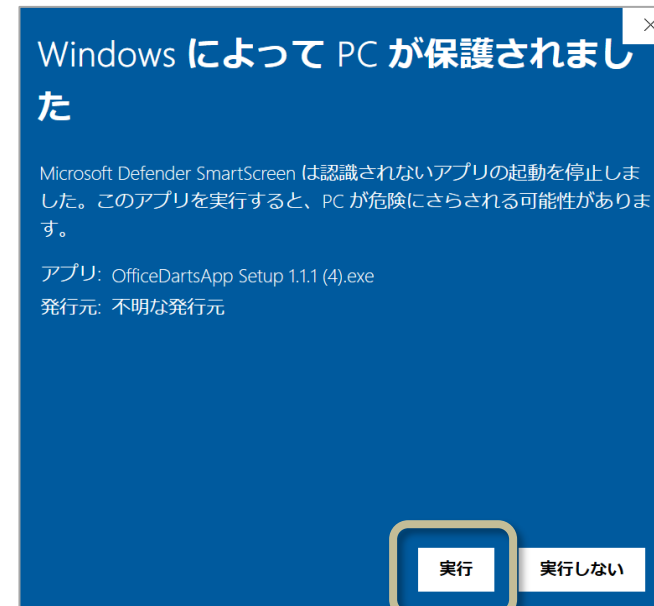 Windows によって PC が保護されまし
た
Microsoft Defender SmartScreen は認識されないアプリの起動を停止しま
した。このアプリを実行すると、PC が危険にさらされる可能性がありま
す。
アプリ: OfficeDartsApp Setup 1.1.1 (4).exe
発行元: 不明な発行元
実行 実行しない